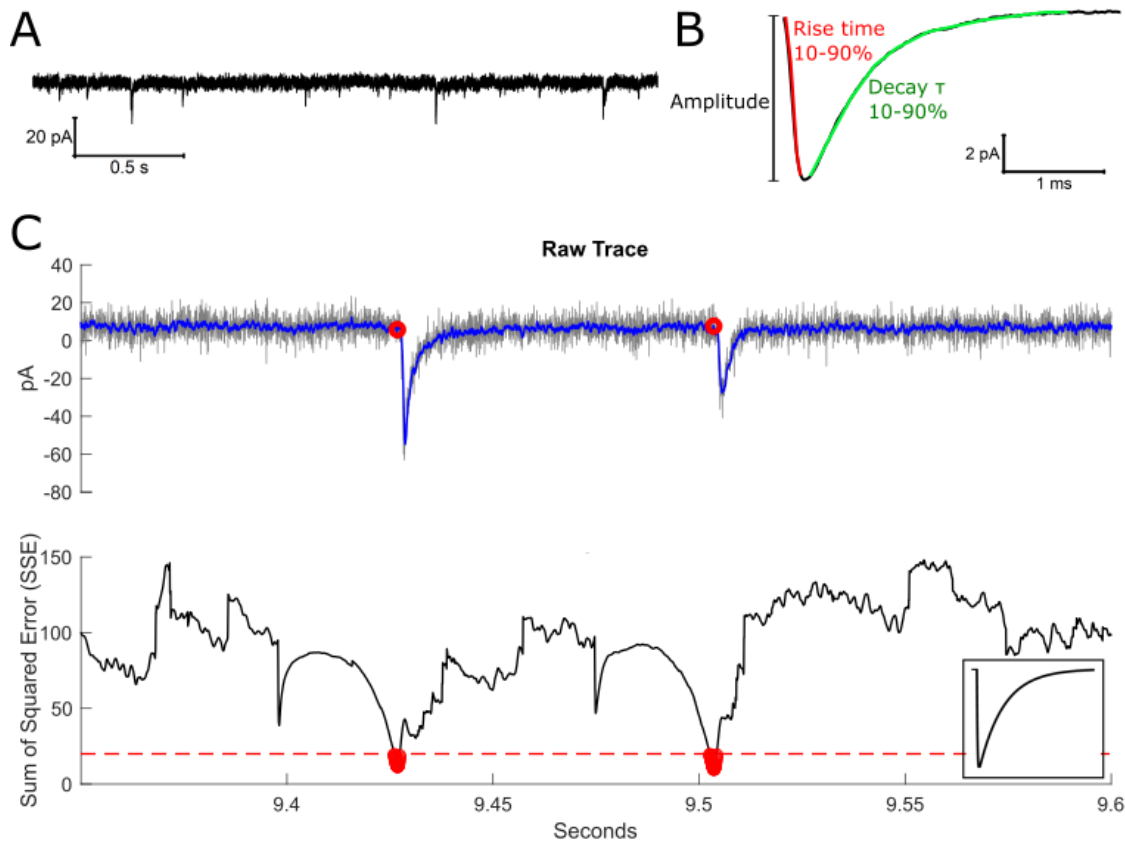 A
20 pA
0.5 s
B
Rise time
10-90%
Amplitude
Decay τ
10-90%
2 pA
1 ms
C
Raw Trace
40
20
0
-20
-40
-60
-80
pA
150
100
50
0
Sum of Squared Error (SSE)
9.4
9.45
9.5
9.55
9.6
Seconds